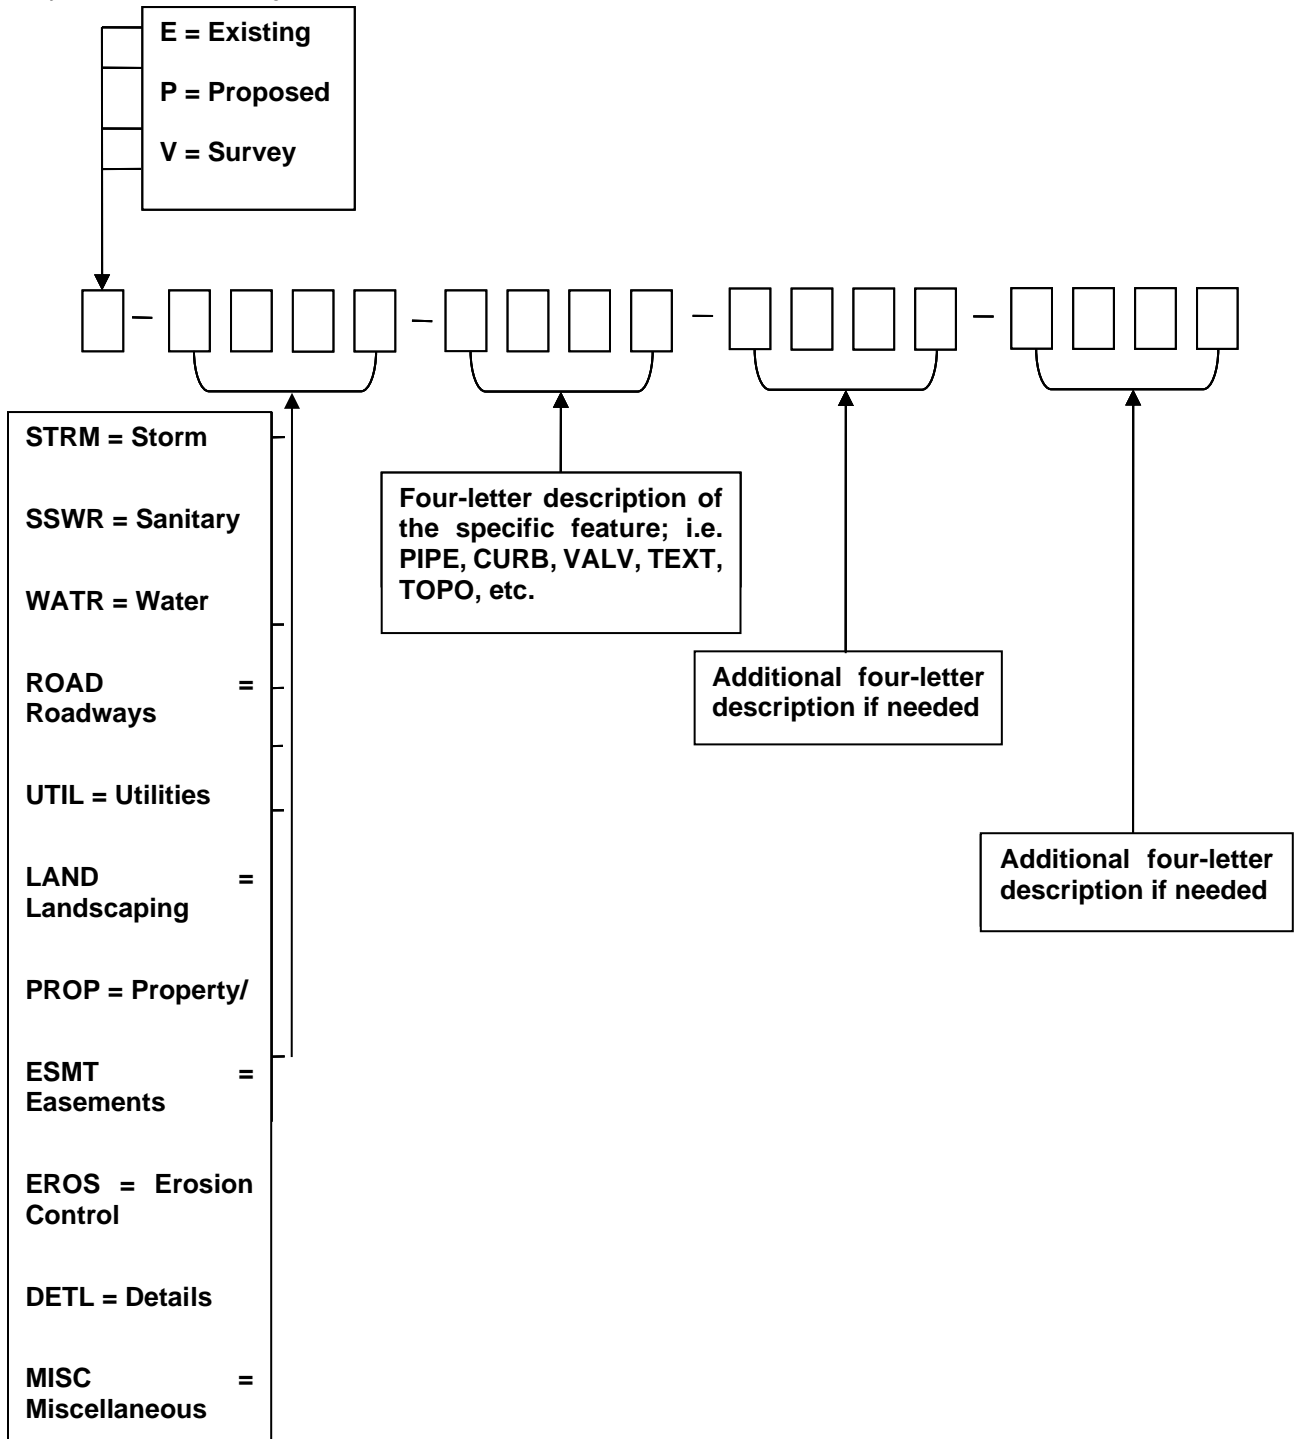 E = Existing
P = Proposed
V = Survey
STRM = Storm
SSWR = Sanitary
WATR = Water
ROAD =
Roadways
UTIL = Utilities
LAND =
Landscaping
PROP = Property/
ESMT =
Easements
EROS = Erosion
Control
DETL = Details
MISC =
Miscellaneous
Four-letter description of
the specific feature; i.e.
PIPE, CURB, VALV, TEXT,
TOPO, etc.
Additional four-letter
description if needed
Additional four-letter
description if needed